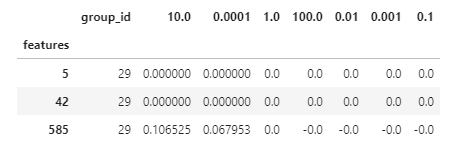 group_id 10.0 0.0001 1.0 100.0 0.01 0.001 0.1
features
5 29 0.000000 0.000000 0.0 0.0 0.0 0.0 0.0
42 29 0.000000 0.000000 0.0 0.0 0.0 0.0 0.0
585 29 0.106525 0.067953 0.0 -0.0 -0.0 -0.0 -0.0